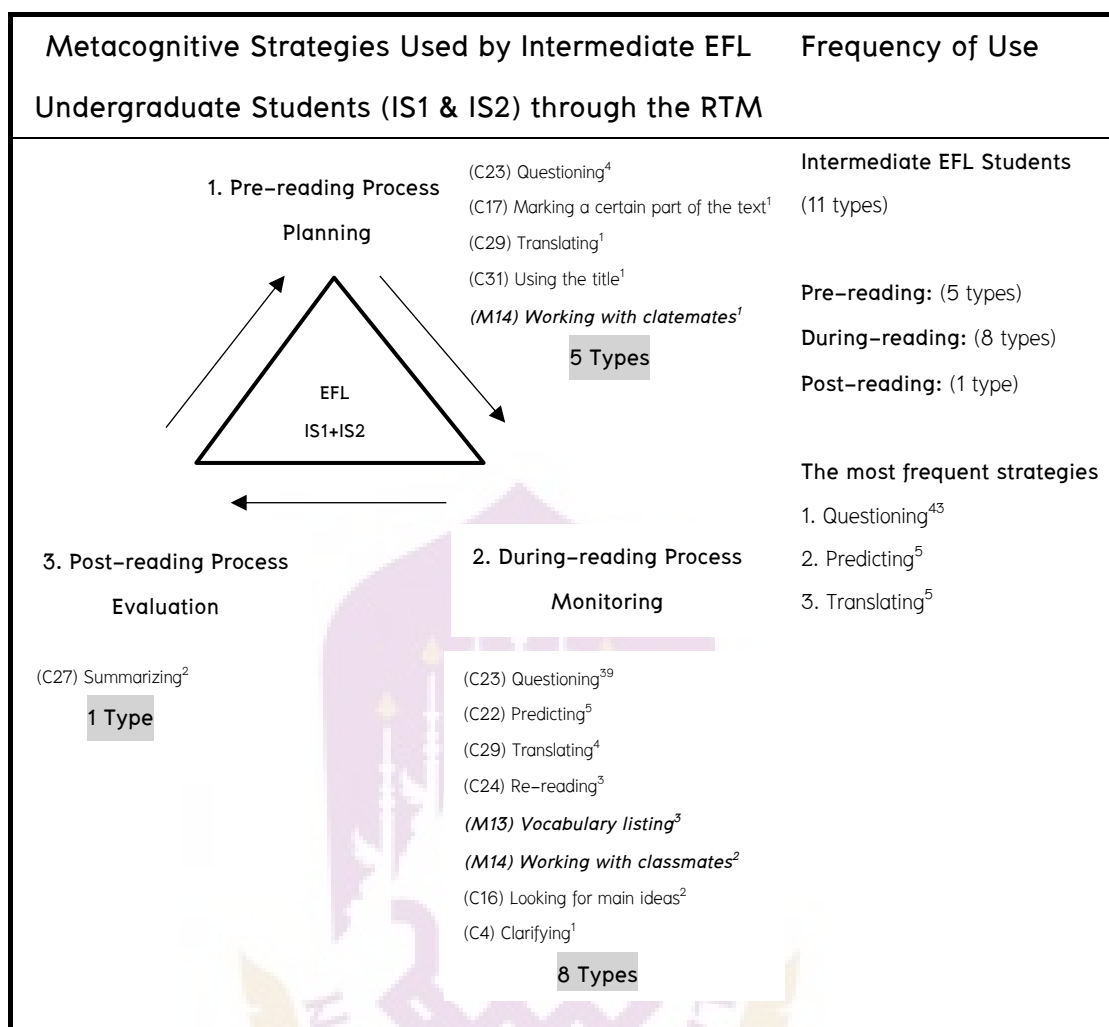 Metacognitive Strategies Used by Intermediate EFL
Undergraduate Students (IS1 & IS2) through the RTM
Frequency of Use
1. Pre-reading Process
Planning
(C23) Questioning⁴
(C17) Marking a certain part of the text¹
(C29) Translating¹
(C31) Using the title¹
(M14) Working with clatemates¹
5 Types
EFL
IS1+IS2
3. Post-reading Process
Evaluation
(C27) Summarizing²
1 Type
2. During-reading Process
Monitoring
(C23) Questioning³⁹
(C22) Predicting⁵
(C29) Translating⁴
(C24) Re-reading³
(M13) Vocabulary listing³
(M14) Working with classmates²
(C16) Looking for main ideas²
(C4) Clarifying¹
8 Types
Intermediate EFL Students
(11 types)
Pre-reading: (5 types)
During-reading: (8 types)
Post-reading: (1 type)
The most frequent strategies
1. Questioning⁴³
2. Predicting⁵
3. Translating⁵